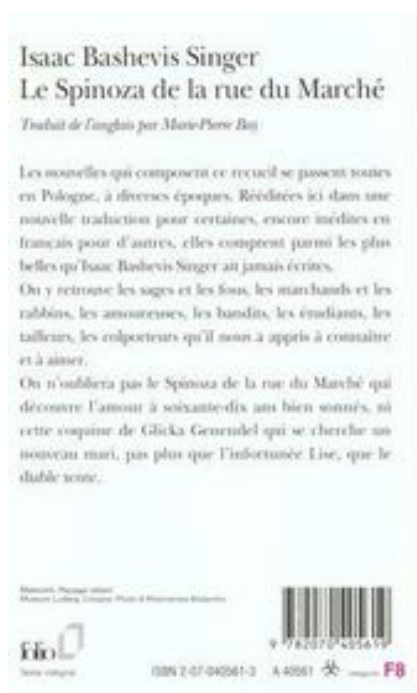 Isaac Bashevis Singer
Le Spinoza de la rue du Marché
Traduit de l'anglais par Marie-Pierre Bay
Les nouvelles qui composent ce recueil se passent toutes
en Pologne, à diverses époques. Rééditées ici dans une
nouvelle traduction pour certaines, encore inédites en
français pour d'autres, elles comptent parmi les plus
belles qu'Isaac Bashevis Singer ait jamais écrites.
On y retrouve les sages et les fous, les marchands et les
rabbins, les amoureuses, les bandits, les étudiants, les
tailleurs, les colporteurs qu'il nous a appris à connaître
et à aimer.
On n'oubliera pas le Spinoza de la rue du Marché qui
découvre l'amour à soixante-dix ans bien sonnés, ni
cette coquine de Glicka Genendel qui se cherche un
nouveau mari, pas plus que l'infortunée Lise, que le
diable tente.
folio
Texte intégral
ISBN 2-07-040561-3 A 40561 F8
9 782070 405619